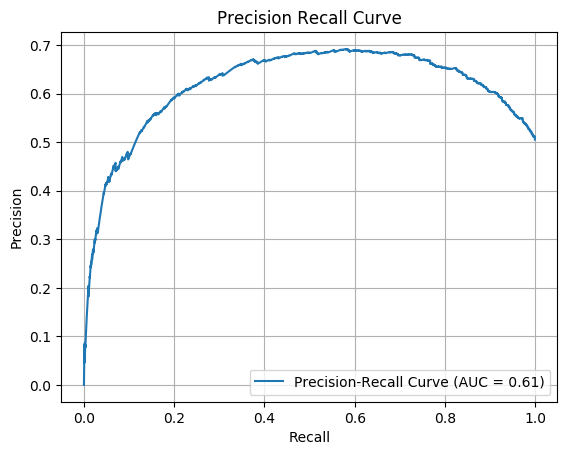 Precision Recall Curve
0.7
0.6
0.5
0.4
0.3
0.2
0.1
0.0
Precision
Precision-Recall Curve (AUC = 0.61)
0.0 0.2 0.4 0.6 0.8 1.0
Recall